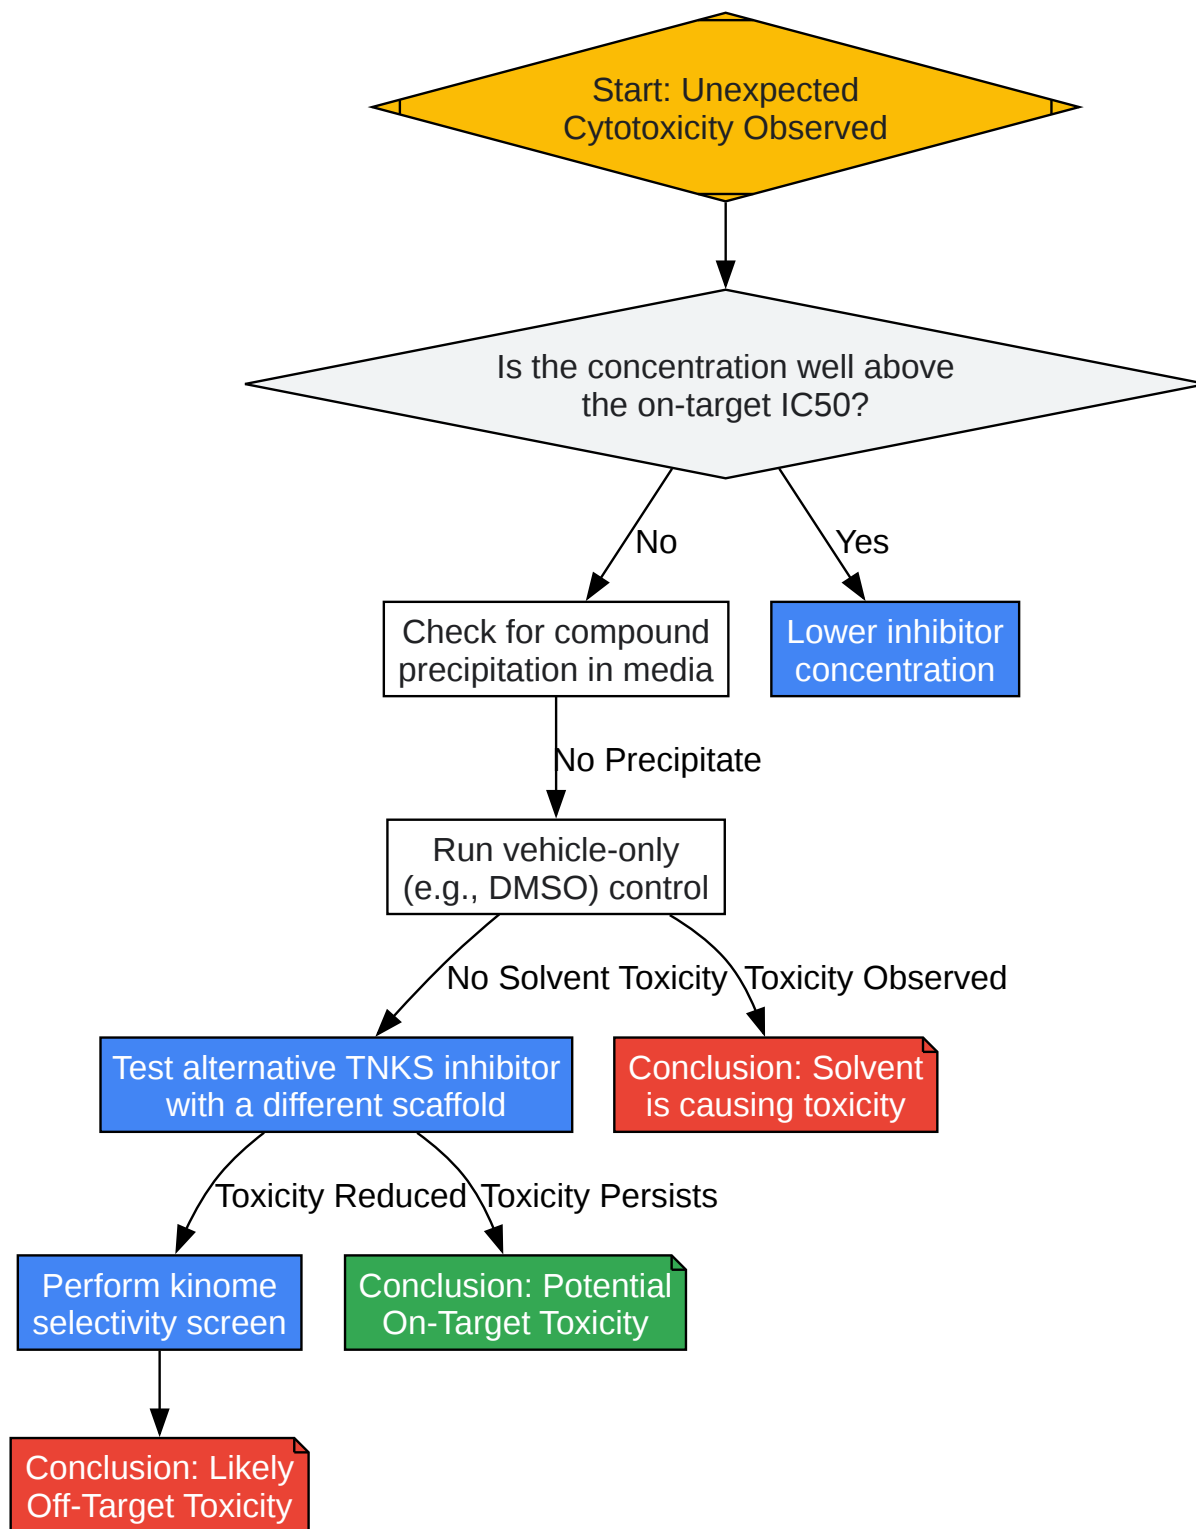 Start: Unexpected
Cytotoxicity Observed
Is the concentration well above
the on-target IC50?
No
Yes
Check for compound
precipitation in media
Lower inhibitor
concentration
No Precipitate
Run vehicle-only
(e.g., DMSO) control
No Solvent Toxicity
Toxicity Observed
Test alternative TNKS inhibitor
with a different scaffold
Conclusion: Solvent
is causing toxicity
Toxicity Reduced
Toxicity Persists
Perform kinome
selectivity screen
Conclusion: Potential
On-Target Toxicity
Conclusion: Likely
Off-Target Toxicity